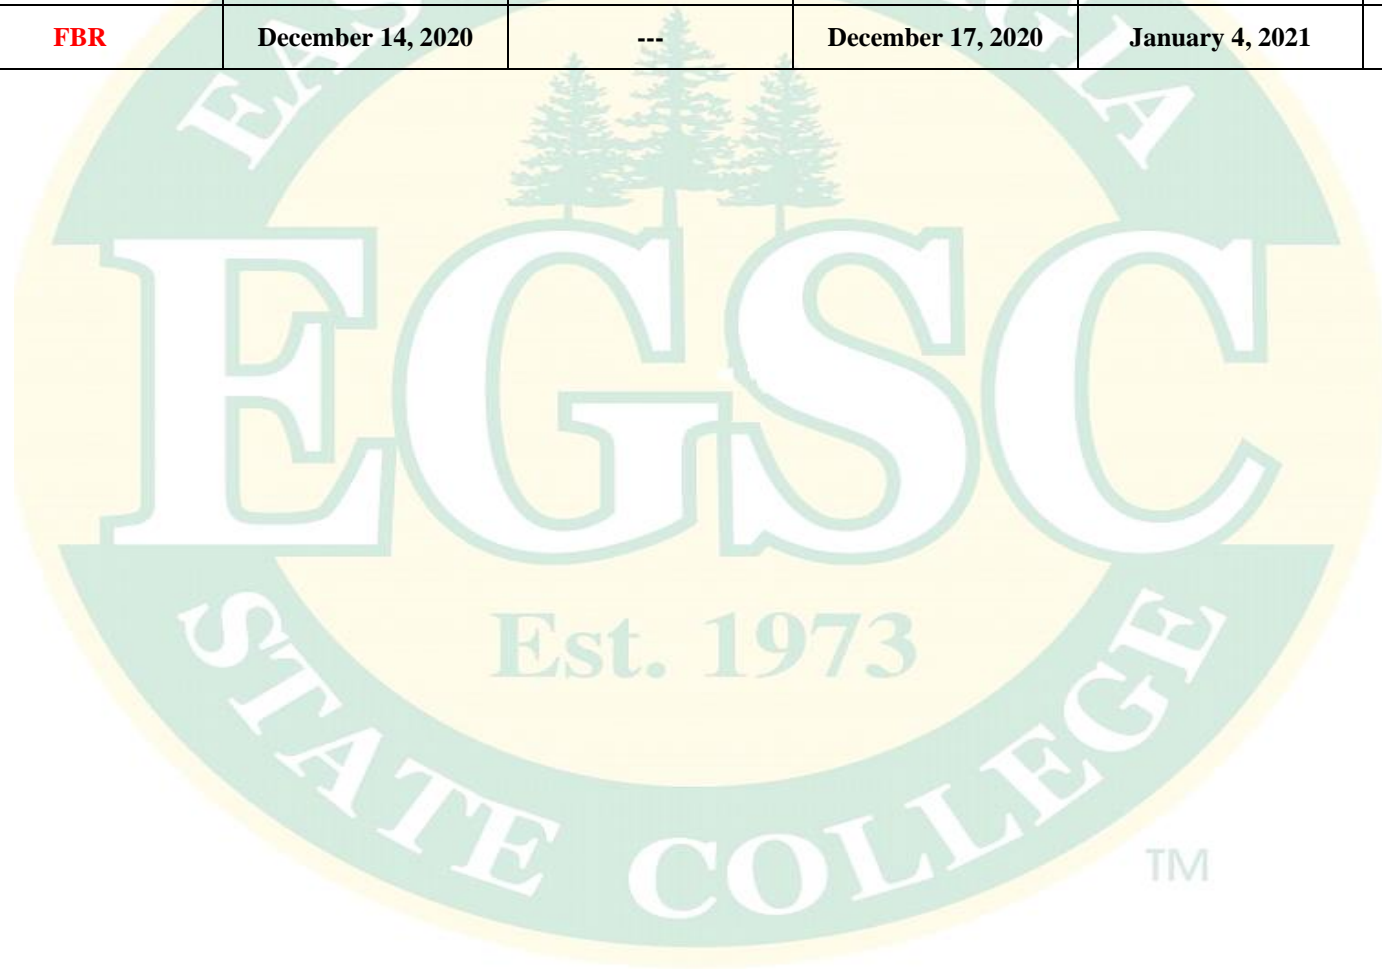 FBR December 14, 2020 --- December 17, 2020 January 4, 2021
EGSC
Est. 1973
STATE COLLEGE
TM